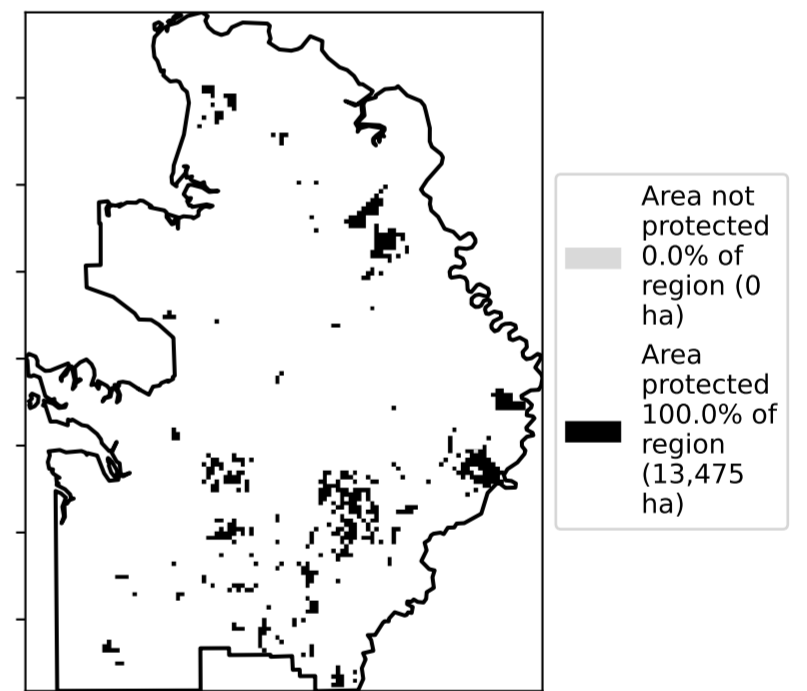 Area not
protected
0.0% of
region (0
ha)
Area
protected
100.0% of
region
(13,475
ha)